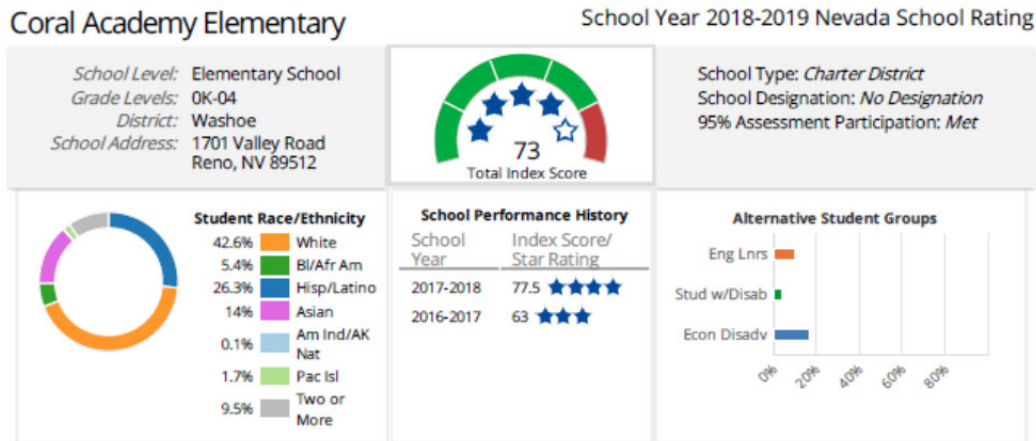 Coral Academy Elementary
School Year 2018-2019 Nevada School Rating
School Level: Elementary School
Grade Levels: 0K-04
District: Washoe
School Address: 1701 Valley Road
Reno, NV 89512
73
Total Index Score
School Type: Charter District
School Designation: No Designation
95% Assessment Participation: Met
Student Race/Ethnicity
42.6% White
5.4% Bl/Afr Am
26.3% Hisp/Latino
14% Asian
0.1% Am Ind/AK
Nat
1.7% Pac Isl
9.5% Two or
More
School Performance History
School Index Score/
Year Star Rating
2017-2018 77.5
2016-2017 63
Alternative Student Groups
Eng Lnrs
Stud w/Disab
Econ Disadv
0% 20% 40% 60% 80%